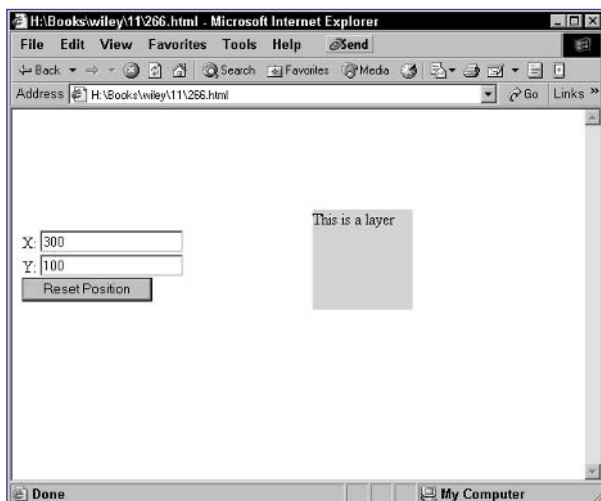 H:\Books\wiley\11\266.html - Microsoft Internet Explorer
File Edit View Favorites Tools Help Send
Back Search Favorites Media
Address H:\Books\wiley\11\266.html Go Links »
This is a layer
X: 300
Y: 100
Reset Position
Done My Computer